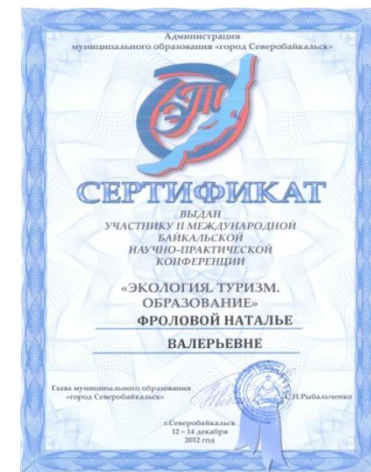 Администрация
муниципального образования «город Северобайкальск»
СЕРТИФИКАТ
ВЫДАН
УЧАСТНИКУ II МЕЖДУНАРОДНОЙ
БАЙКАЛЬСКОЙ
НАУЧНО-ПРАКТИЧЕСКОЙ
КОНФЕРЕНЦИИ
«ЭКОЛОГИЯ. ТУРИЗМ.
ОБРАЗОВАНИЕ»
ФРОЛОВОЙ НАТАЛЬЕ
ВАЛЕРЬЕВНЕ
Глава муниципального образования
«город Северобайкальск»
С.Н.Рыбальченко
г.Северобайкальск
12 – 14 декабря
2012 год